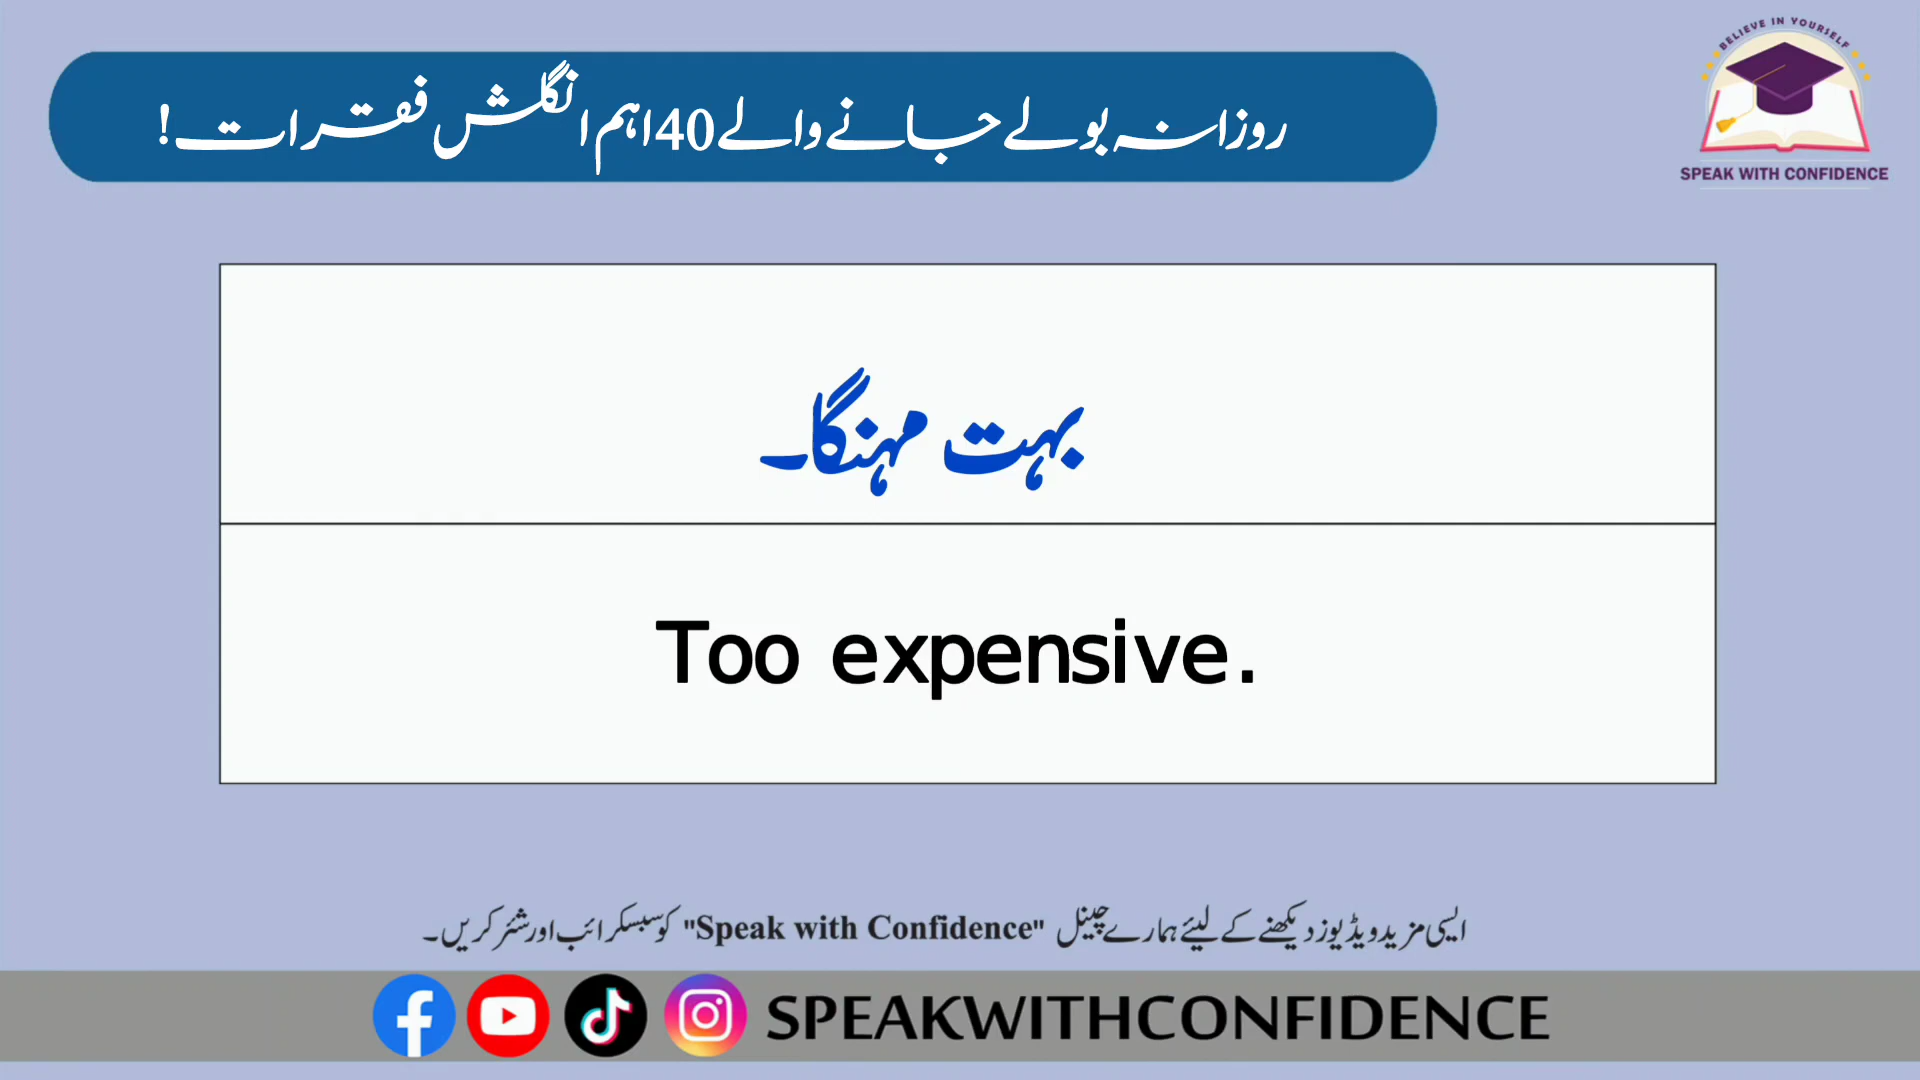 BELIEVE IN YOURSELF
SPEAK WITH CONFIDENCE
روزانہ بولے جانے والے 40 اہم انگلش فقرات!
بہت مہنگا۔
Too expensive.
ایسی مزید ویڈیوز دیکھنے کے لیئے ہمارے چینل "Speak with Confidence" کو سبسکرائب اور شئر کریں۔
SPEAKWITHCONFIDENCE